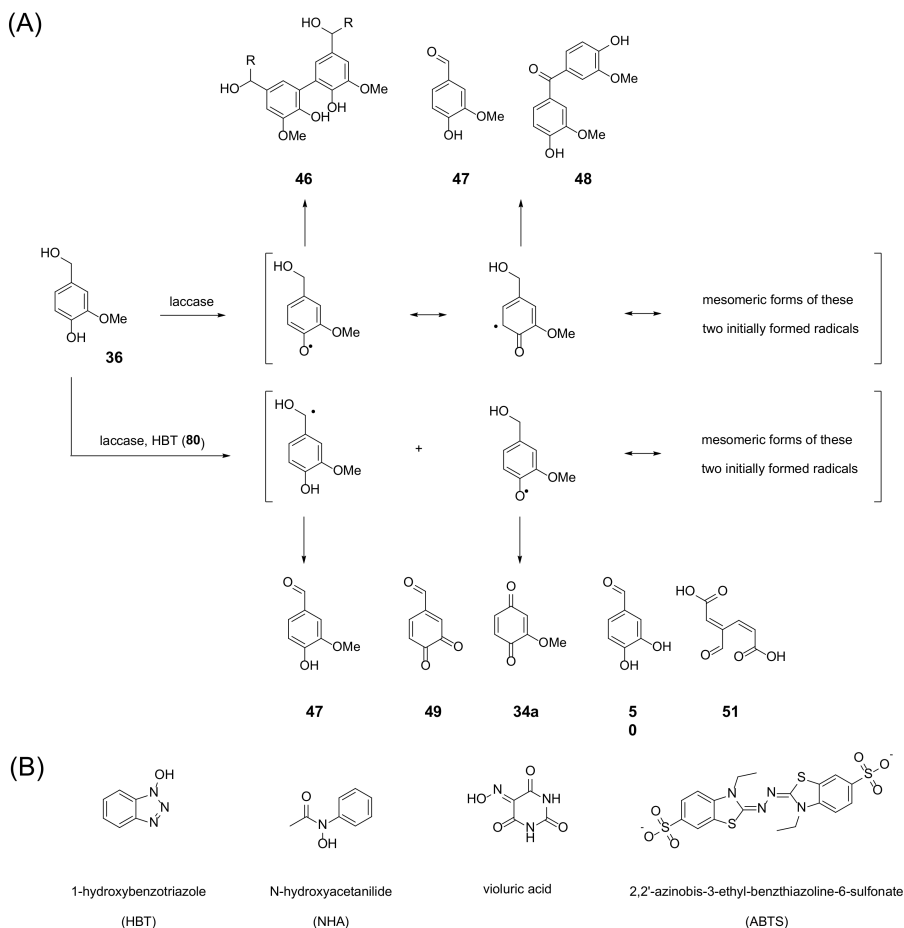 (A)
46
R
R
HO
HO
OMe
OH
OH
OMe
O
OMe
OH
47
OH
O
OMe
OMe
OH
48
HO
OMe
OH
36
laccase
HO
OMe
O•
HO
•
OMe
O
mesomeric forms of these
two initially formed radicals
laccase, HBT (80)
HO
•
OMe
OH
+
HO
OMe
O•
mesomeric forms of these
two initially formed radicals
O
OMe
OH
47
O
O
O
49
O
OMe
O
34a
O
OH
OH
5
0
HO
O
O
O
OH
51
(B)
OH
N
N
N
1-hydroxybenzotriazole
(HBT)
O
N
OH
N-hydroxyacetanilide
(NHA)
O
N
HO
NH
O
N
H
O
violuric acid
O
S
O
O-
S
N
N
N
N
S
-O
S
O
O
2,2'-azinobis-3-ethyl-benzthiazoline-6-sulfonate
(ABTS)